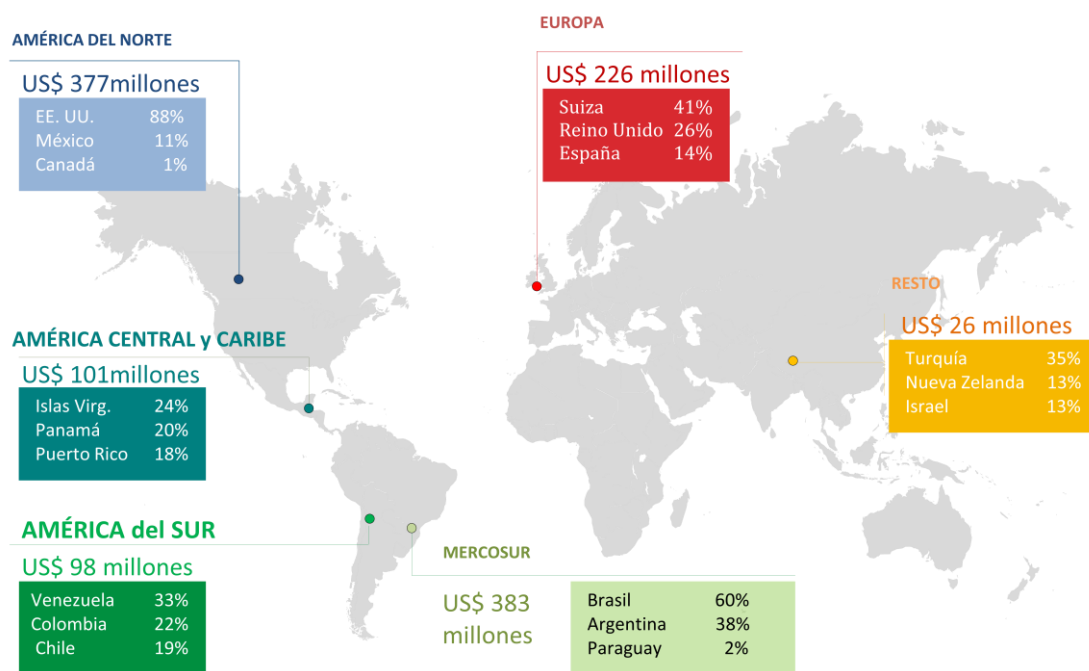 AMÉRICA DEL NORTE
US$ 377millones
EE. UU. 88%
México 11%
Canadá 1%
EUROPA
US$ 226 millones
Suiza 41%
Reino Unido 26%
España 14%
RESTO
US$ 26 millones
Turquía 35%
Nueva Zelanda 13%
Israel 13%
AMÉRICA CENTRAL y CARIBE
US$ 101millones
Islas Virg. 24%
Panamá 20%
Puerto Rico 18%
AMÉRICA del SUR
US$ 98 millones
Venezuela 33%
Colombia 22%
Chile 19%
MERCOSUR
US$ 383
millones
Brasil 60%
Argentina 38%
Paraguay 2%